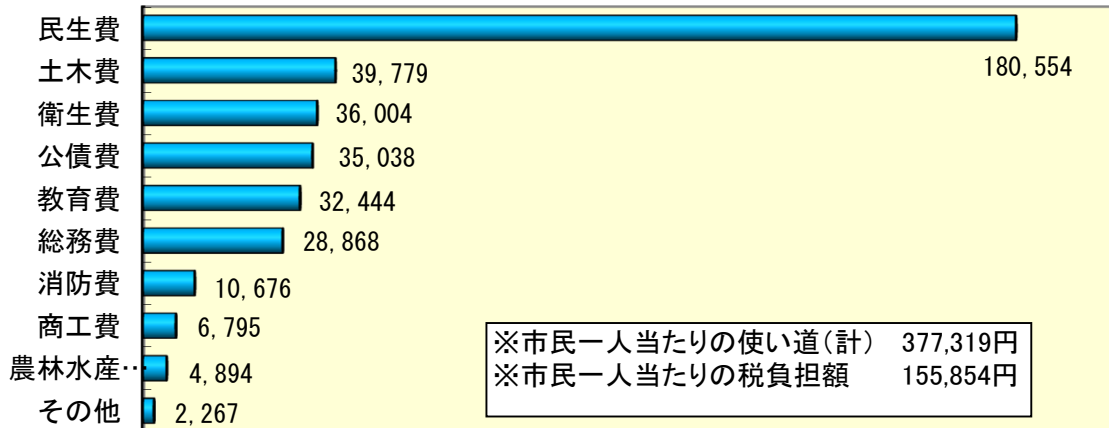 民生費 180,554
土木費 39,779
衛生費 36,004
公債費 35,038
教育費 32,444
総務費 28,868
消防費 10,676
商工費 6,795
農林水産… 4,894
その他 2,267
※市民一人当たりの使い道(計) 377,319円
※市民一人当たりの税負担額 155,854円